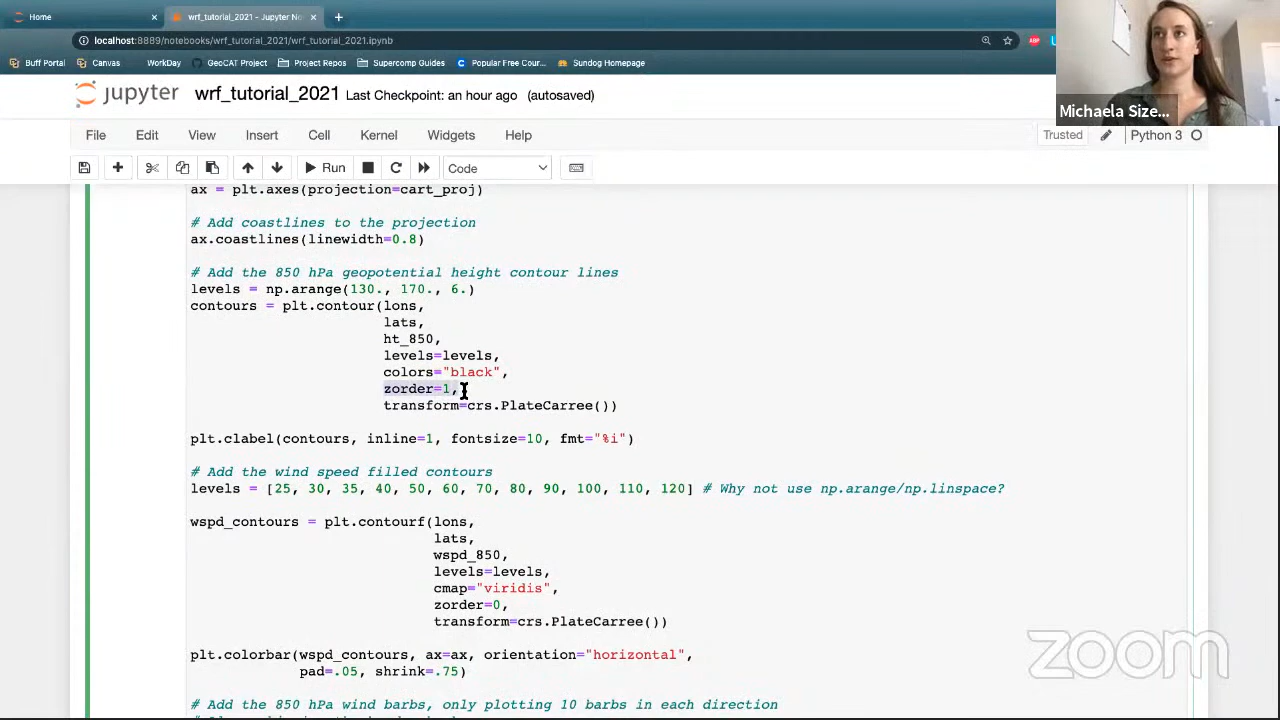 Home
wrf_tutorial_2021 - Jupyter No
localhost:8889/notebooks/wrf_tutorial_2021/wrf_tutorial_2021.ipynb
ABP
Buff Portal Canvas WorkDay GeoCAT Project Project Repos Supercomp Guides Popular Free Cour... Sundog Homepage
jupyter wrf_tutorial_2021 Last Checkpoint: an hour ago (autosaved)
Michaela Size...
File Edit View Insert Cell Kernel Widgets Help Trusted Python 3
Run Code
ax = plt.axes(projection=cart_proj)
# Add coastlines to the projection
ax.coastlines(linewidth=0.8)
# Add the 850 hPa geopotential height contour lines
levels = np.arange(130., 170., 6.)
contours = plt.contour(lons,
lats,
ht_850,
levels=levels,
colors="black",
zorder=1,
transform=crs.PlateCarree())
plt.clabel(contours, inline=1, fontsize=10, fmt="%i")
# Add the wind speed filled contours
levels = [25, 30, 35, 40, 50, 60, 70, 80, 90, 100, 110, 120] # Why not use np.arange/np.linspace?
wspd_contours = plt.contourf(lons,
lats,
wspd_850,
levels=levels,
cmap="viridis",
zorder=0,
transform=crs.PlateCarree())
plt.colorbar(wspd_contours, ax=ax, orientation="horizontal",
pad=.05, shrink=.75)
# Add the 850 hPa wind barbs, only plotting 10 barbs in each direction
zoom